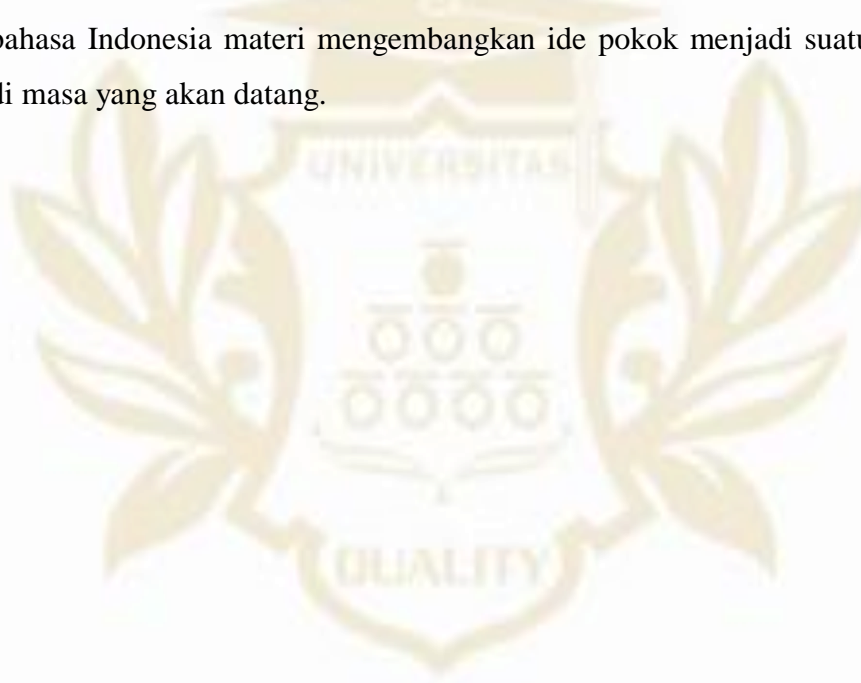 bahasa Indonesia materi mengembangkan ide pokok menjadi suatu
di masa yang akan datang.
UNIVERSITAS
QUALITY